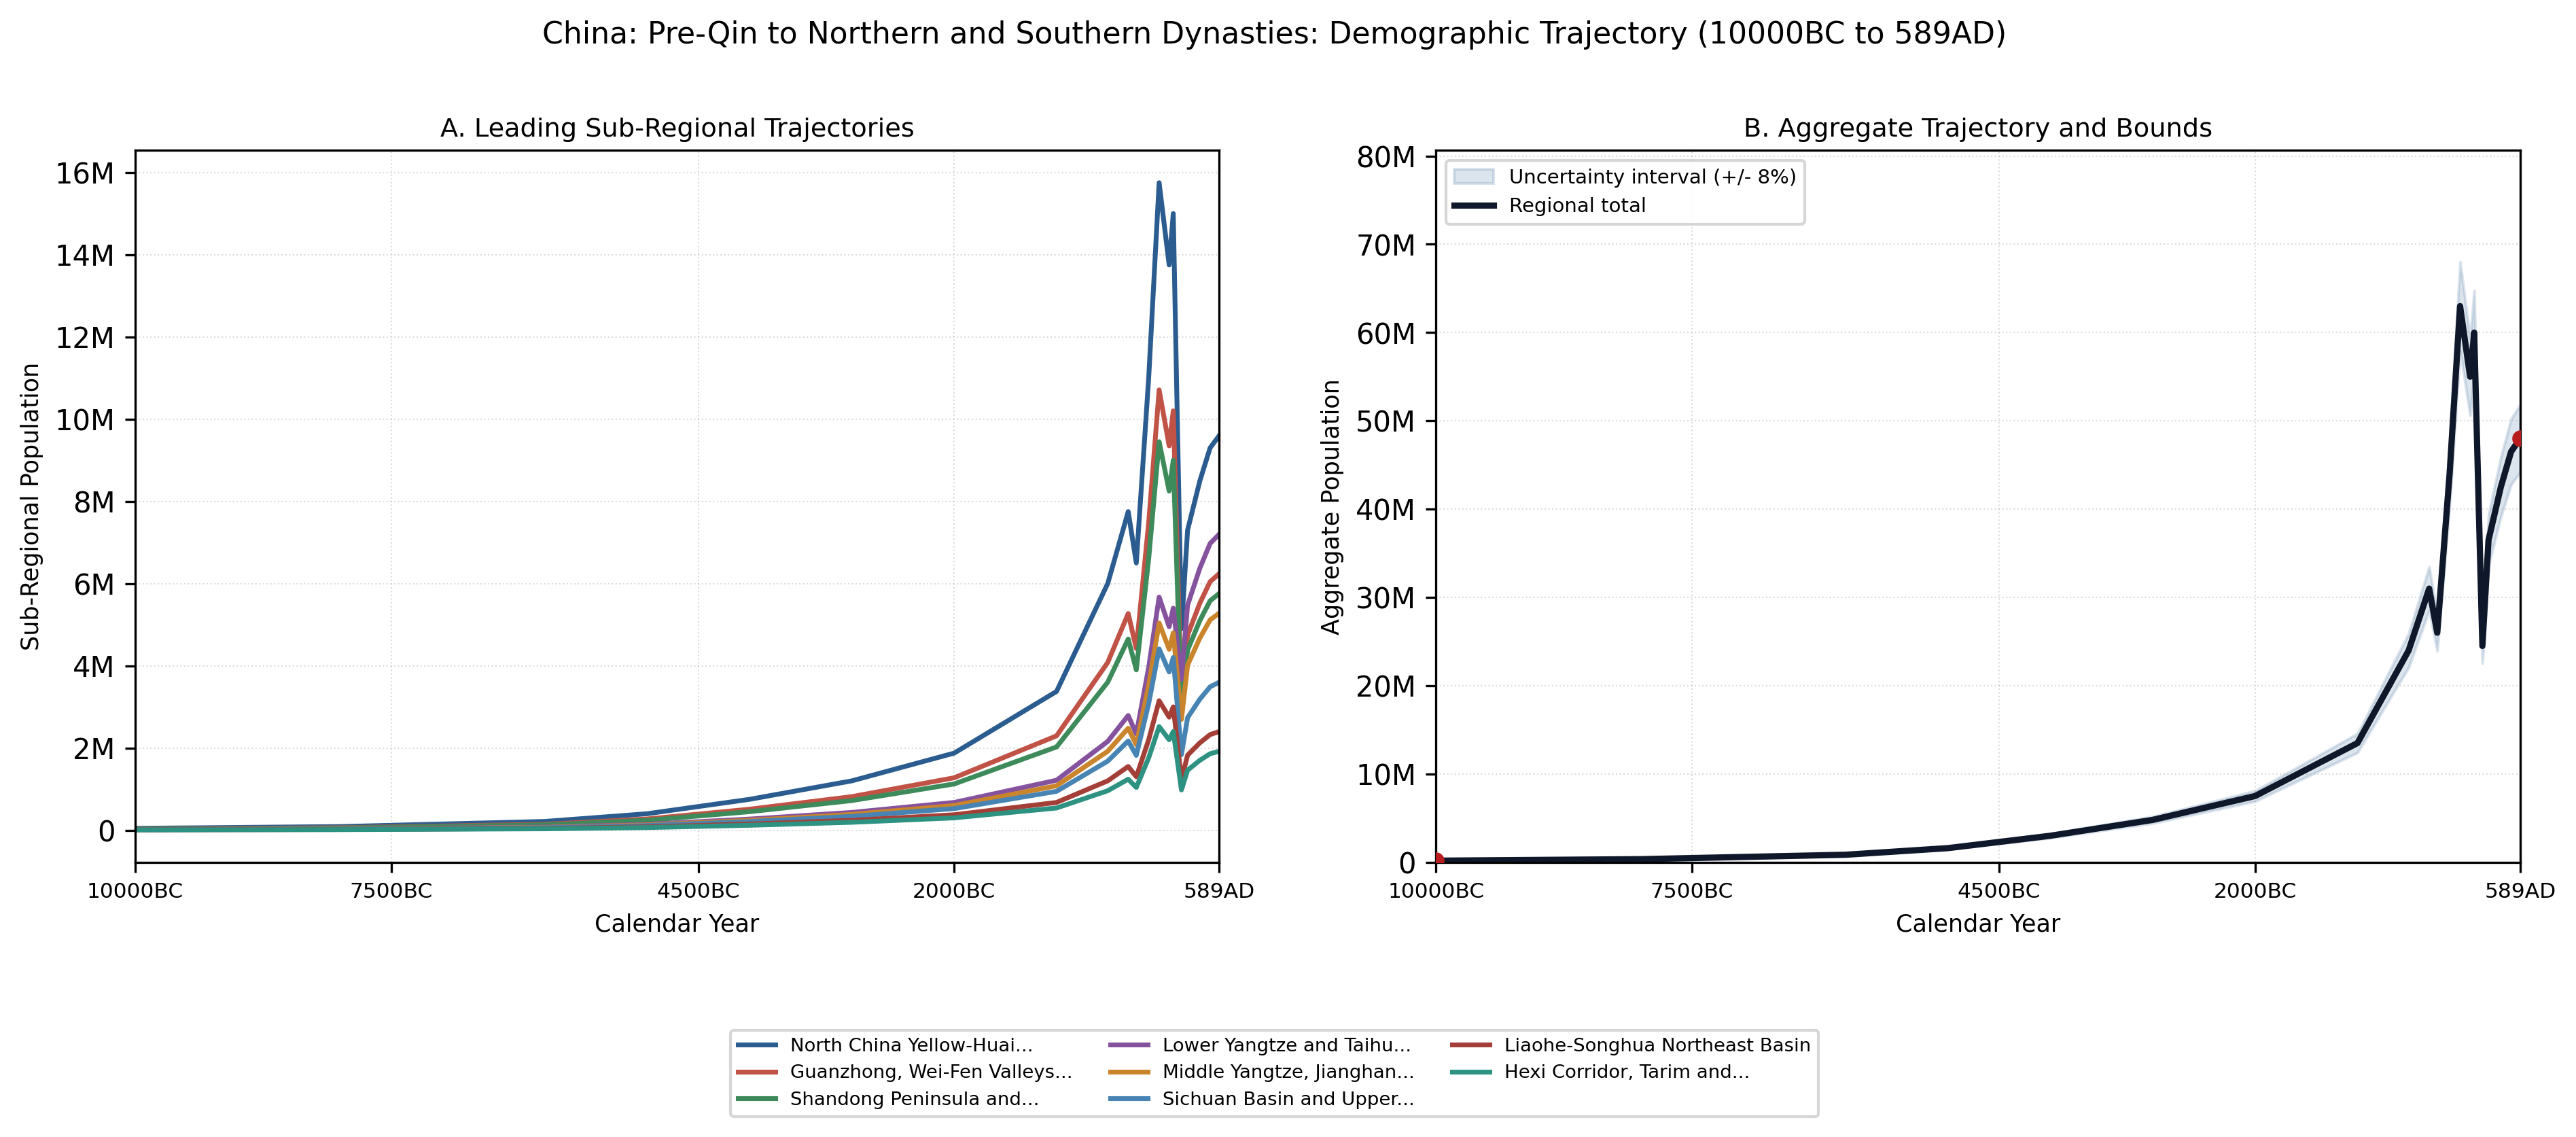 China: Pre-Qin to Northern and Southern Dynasties: Demographic Trajectory (10000BC to 589AD)
A. Leading Sub-Regional Trajectories
16M
14M
12M
10M
8M
6M
4M
2M
0
Sub-Regional Population
10000BC
7500BC
4500BC
2000BC
589AD
Calendar Year
B. Aggregate Trajectory and Bounds
80M
70M
60M
50M
40M
30M
20M
10M
0
Aggregate Population
Uncertainty interval (+/- 8%)
Regional total
10000BC
7500BC
4500BC
2000BC
589AD
Calendar Year
North China Yellow-Huai...
Guanzhong, Wei-Fen Valleys...
Shandong Peninsula and...
Lower Yangtze and Taihu...
Middle Yangtze, Jianghan...
Sichuan Basin and Upper...
Liaohe-Songhua Northeast Basin
Hexi Corridor, Tarim and...